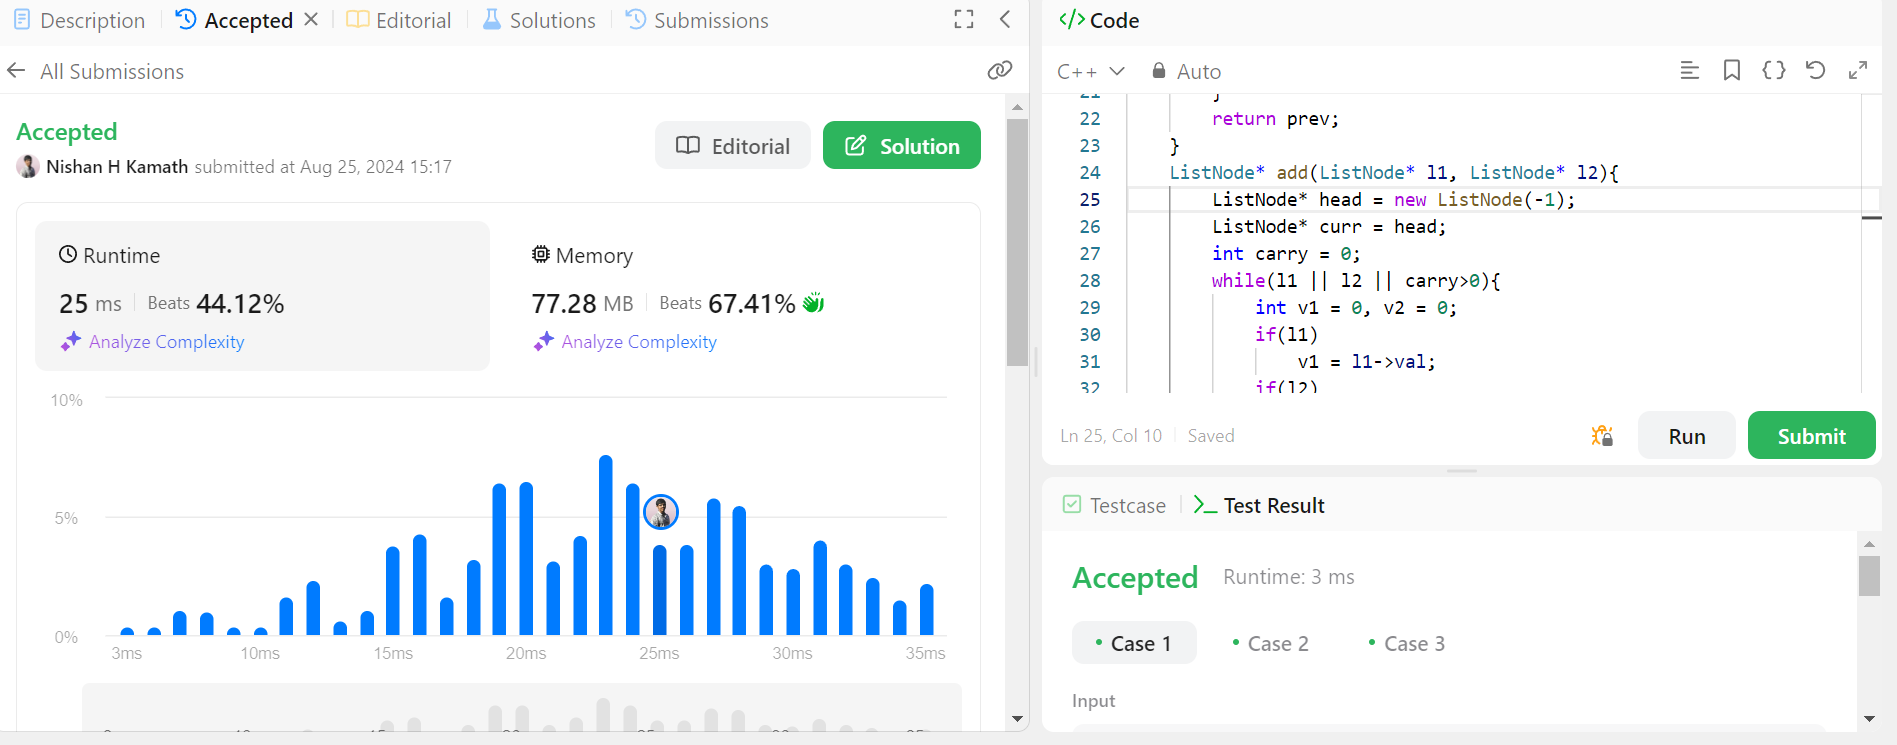 Description
Accepted
Editorial
Solutions
Submissions
All Submissions
Accepted
Nishan H Kamath submitted at Aug 25, 2024 15:17
Editorial
Solution
Runtime
25 ms Beats 44.12%
Analyze Complexity
Memory
77.28 MB Beats 67.41%
Analyze Complexity
10%
5%
0%
3ms 10ms 15ms 20ms 25ms 30ms 35ms
</> Code
C++ Auto
21 }
22 return prev;
23 }
24 ListNode* add(ListNode* l1, ListNode* l2){
25 ListNode* head = new ListNode(-1);
26 ListNode* curr = head;
27 int carry = 0;
28 while(l1 || l2 || carry>0){
29 int v1 = 0, v2 = 0;
30 if(l1)
31 v1 = l1->val;
32 if(l2)
Ln 25, Col 10 Saved
Run
Submit
Testcase
Test Result
Accepted Runtime: 3 ms
Case 1
Case 2
Case 3
Input